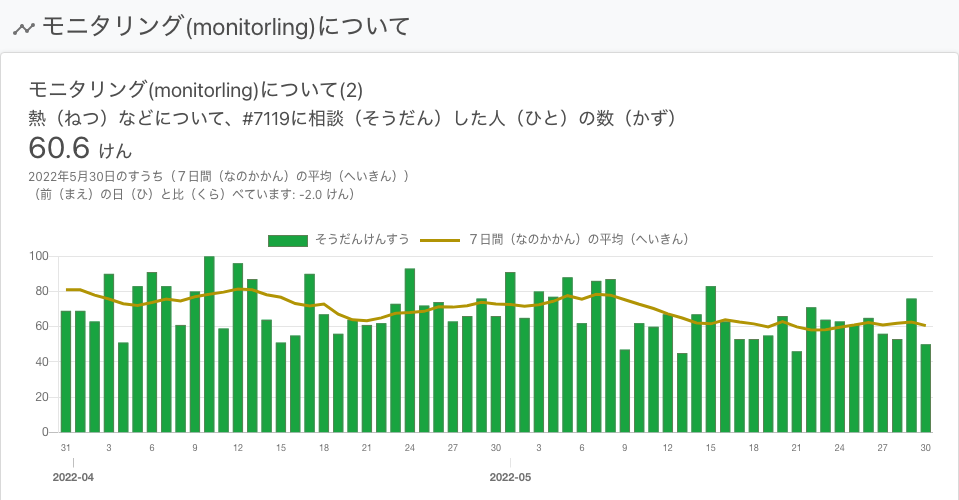 モニタリング(monitorling)について
モニタリング(monitorling)について(2)
熱（ねつ）などについて、#7119に相談（そうだん）した人（ひと）の数（かず）
60.6 けん
2022年5月30日のすうち（７日間（なのかかん）の平均（へいきん））
（前（まえ）の日（ひ）と比（くら）べています: -2.0 けん）
そうだんけんすう ７日間（なのかかん）の平均（へいきん）
100
80
60
40
20
0
31 3 6 9 12 15 18 21 24 27 30 3 6 9 12 15 18 21 24 27 30
2022-04 2022-05